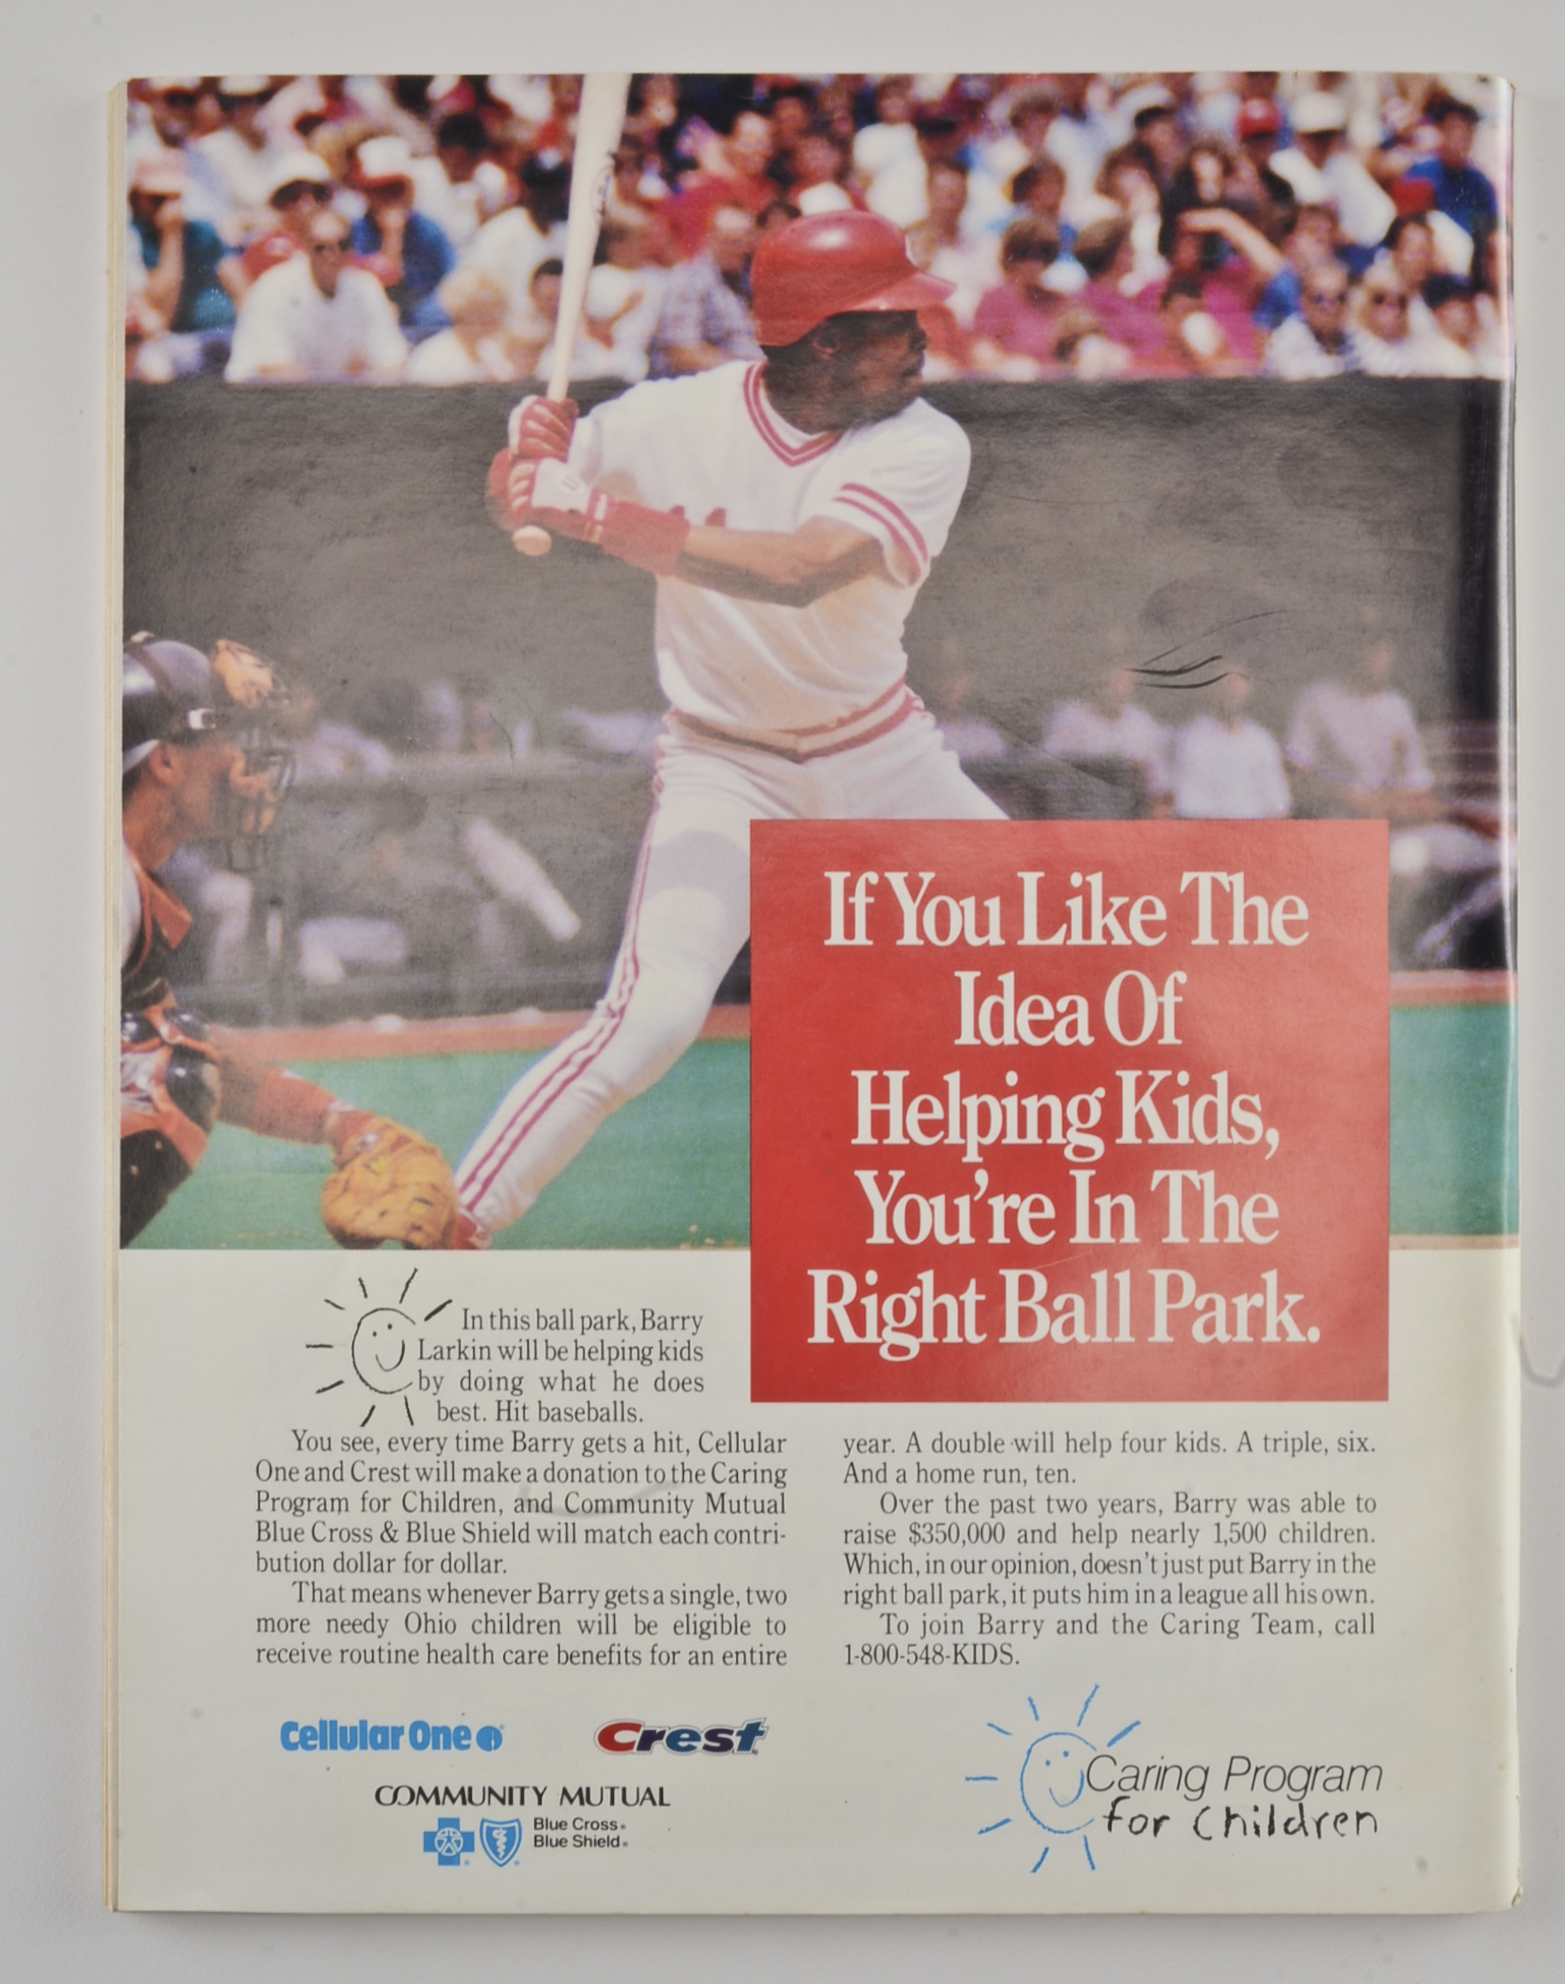 If You Like The
Idea Of
Helping Kids,
You're In The
Right Ball Park.
In this ball park, Barry
Larkin will be helping kids
by doing what he does
best. Hit baseballs.
You see, every time Barry gets a hit, Cellular
One and Crest will make a donation to the Caring
Program for Children, and Community Mutual
Blue Cross & Blue Shield will match each contri-
bution dollar for dollar.
That means whenever Barry gets a single, two
more needy Ohio children will be eligible to
receive routine health care benefits for an entire
year. A double will help four kids. A triple, six.
And a home run, ten.
Over the past two years, Barry was able to
raise $350,000 and help nearly 1,500 children.
Which, in our opinion, doesn't just put Barry in the
right ball park, it puts him in a league all his own.
To join Barry and the Caring Team, call
1-800-548-KIDS.
Cellular One
Crest
COMMUNITY MUTUAL
Blue Cross®
Blue Shield®
Caring Program
for Children